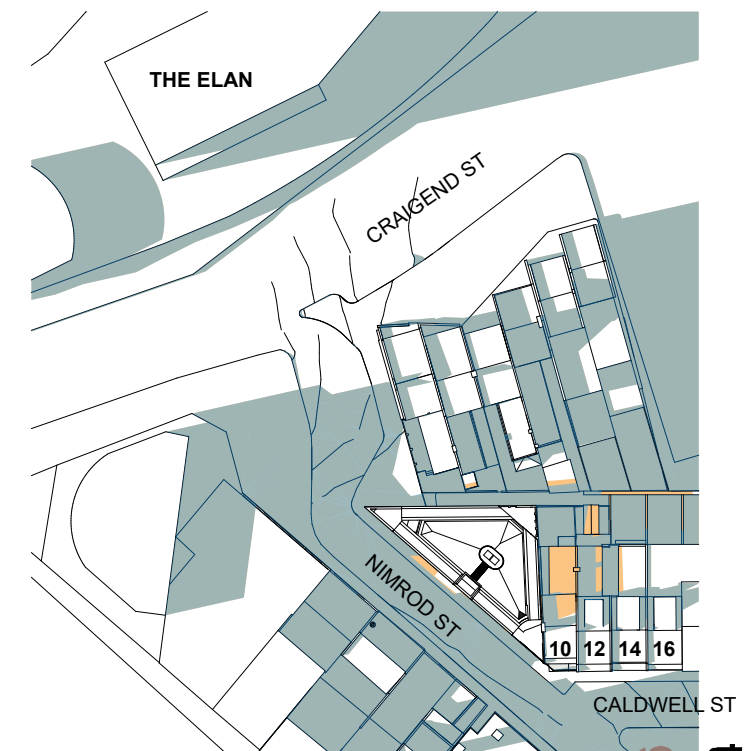 THE ELAN
CRAIGEND ST
NIMROD ST
10 12 14 16
CALDWELL ST